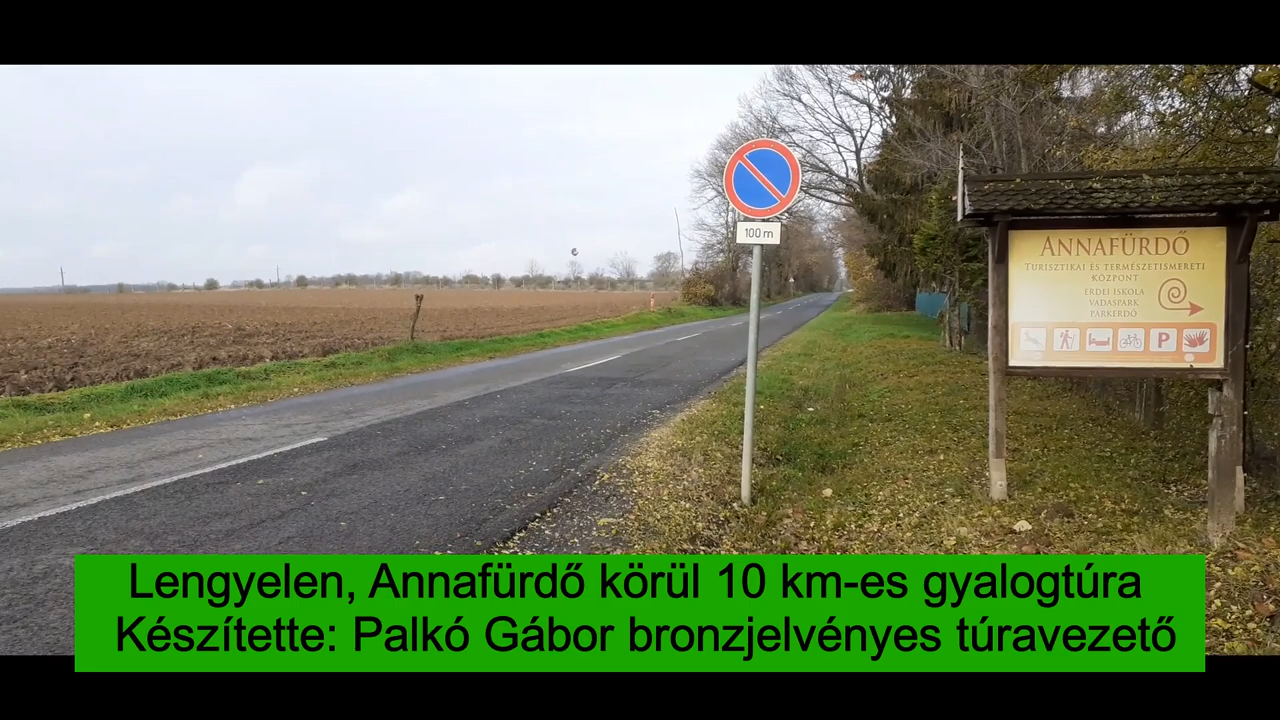 100 m
ANNAFÜRDŐ
TURISZTIKAI ÉS TERMÉSZETISMERETI
KÖZPONT
ERDEI ISKOLA
VADASPARK
PARKERDŐ
P
Lengyelen, Annafürdő körül 10 km-es gyalogtúra
Készítette: Palkó Gábor bronzjelvényes túravezető